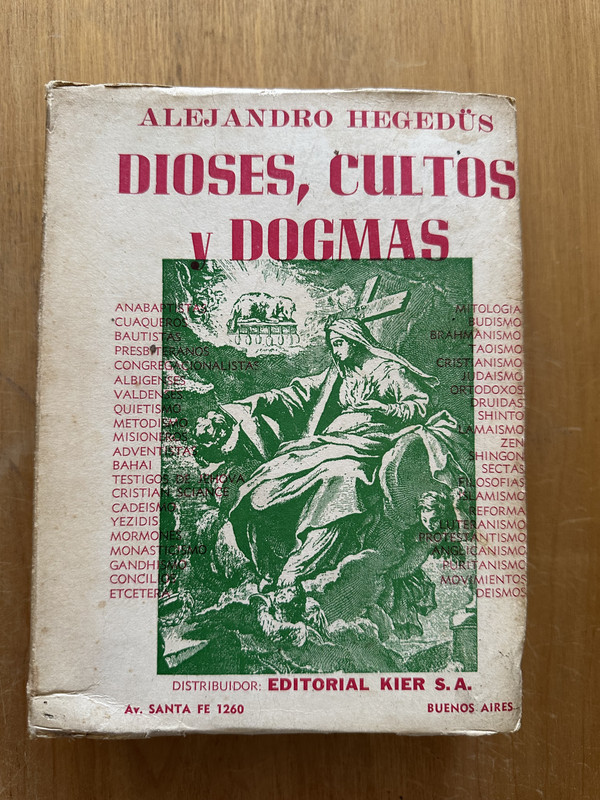 ALEJANDRO HEGEDÜS
DIOSES, CULTOS
y DOGMAS
ANABAPTISTAS
CUAQUEROS
BAUTISTAS
PRESBITERANOS
CONGREGACIONALISTAS
ALBIGENSES
VALDENSES
QUIETISMO
METODISMO
MISIONEROS
ADVENTISTAS
BAHAI
TESTIGOS DE JEHOVA
CRISTIAN SCIANCE
CADEISMO
YEZIDIS
MORMONES
MONASTICISMO
GANDHISMO
CONCILIOS
ETCETERA
MITOLOGIA
BUDISMO
BRAHMANISMO
TAOISMO
CRISTIANISMO
JUDAISMO
ORTODOXOS
DRUIDAS
SHINTO
LAMAISMO
ZEN
SHINGON
SECTAS
FILOSOFIAS
ISLAMISMO
REFORMA
LUTERANISMO
PROTESTANTISMO
ANGLICANISMO
PURITANISMO
MOVIMIENTOS
DEISMOS
DISTRIBUIDOR: EDITORIAL KIER S. A.
Av. SANTA FE 1260 BUENOS AIRES